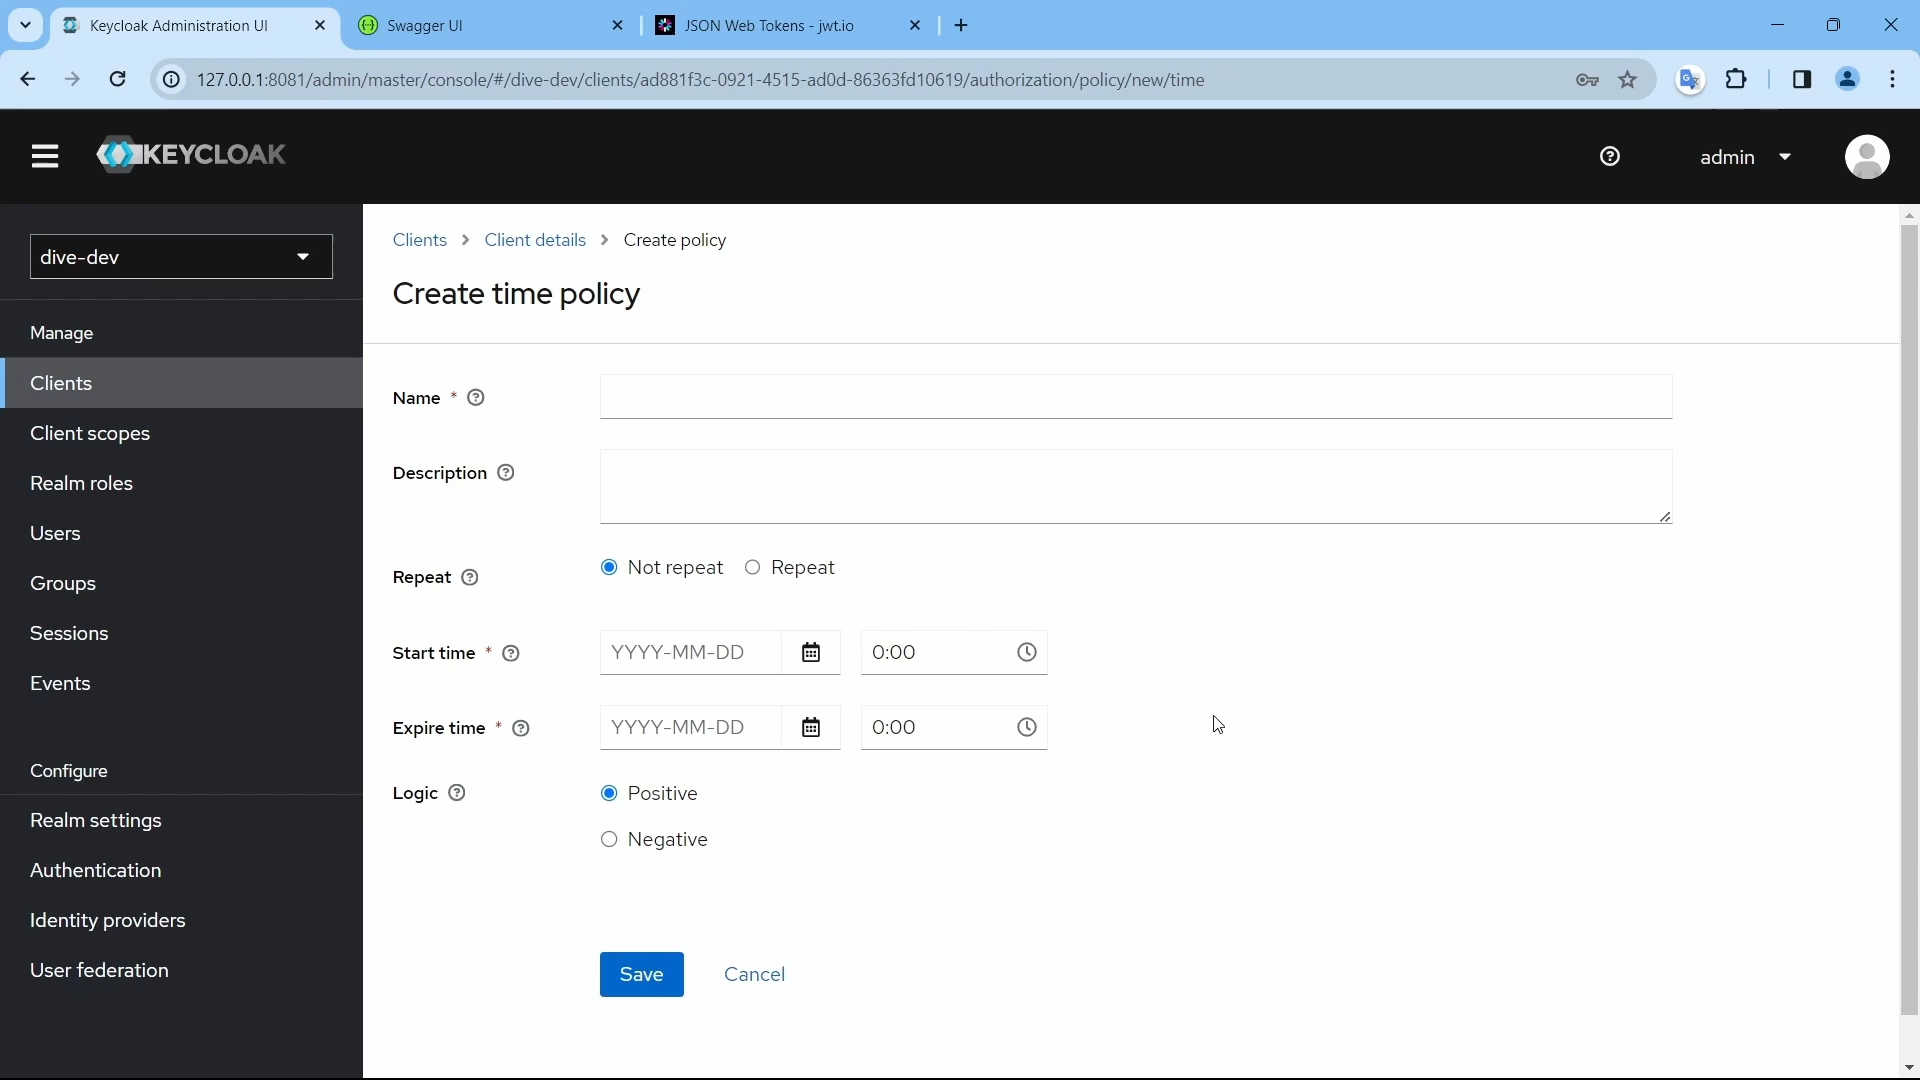 Keycloak Administration UI
Swagger UI
JSON Web Tokens - jwt.io
127.0.0.1:8081/admin/master/console/#/dive-dev/clients/ad881f3c-0921-4515-ad0d-86363fd10619/authorization/policy/new/time
KEYCLOAK
admin
dive-dev
Manage
Clients
Client scopes
Realm roles
Users
Groups
Sessions
Events
Configure
Realm settings
Authentication
Identity providers
User federation
Clients > Client details > Create policy
Create time policy
Name *
Description
Repeat Not repeat Repeat
Start time * YYYY-MM-DD 0:00
Expire time * YYYY-MM-DD 0:00
Logic Positive
Negative
Save Cancel